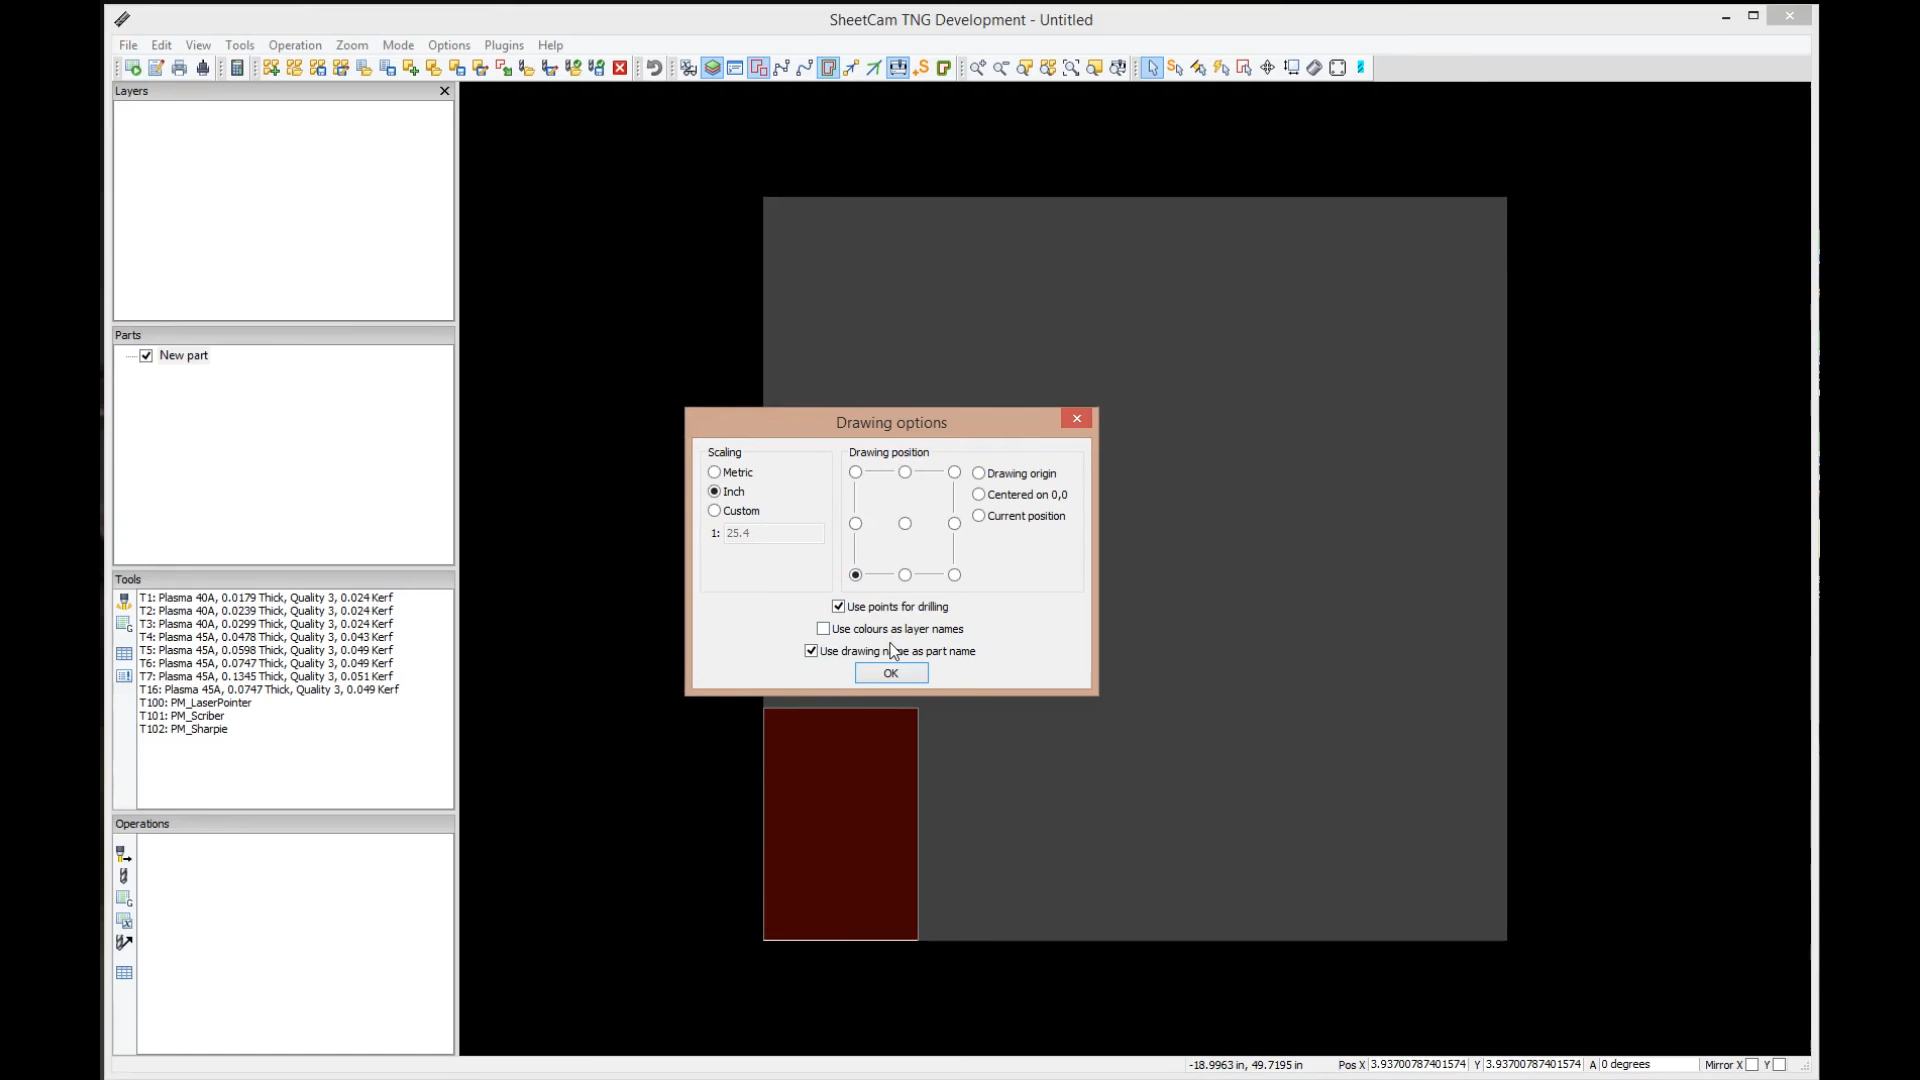 SheetCam TNG Development - Untitled
File Edit View Tools Operation Zoom Mode Options Plugins Help
Layers
Parts
New part
Tools
T1: Plasma 40A, 0.0179 Thick, Quality 3, 0.024 Kerf
T2: Plasma 40A, 0.0239 Thick, Quality 3, 0.024 Kerf
T3: Plasma 40A, 0.0299 Thick, Quality 3, 0.024 Kerf
T4: Plasma 45A, 0.0478 Thick, Quality 3, 0.043 Kerf
T5: Plasma 45A, 0.0598 Thick, Quality 3, 0.049 Kerf
T6: Plasma 45A, 0.0747 Thick, Quality 3, 0.049 Kerf
T7: Plasma 45A, 0.1345 Thick, Quality 3, 0.051 Kerf
T16: Plasma 45A, 0.0747 Thick, Quality 3, 0.049 Kerf
T100: PM_LaserPointer
T101: PM_Scriber
T102: PM_Sharpie
Operations
Drawing options
Scaling
Metric
Inch
Custom
1: 25.4
Drawing position
Drawing origin
Centered on 0,0
Current position
Use points for drilling
Use colours as layer names
Use drawing name as part name
OK
-18.9963 in, 49.7195 in Pos X 3.93700787401574 Y 3.93700787401574 A 0 degrees Mirror X Y